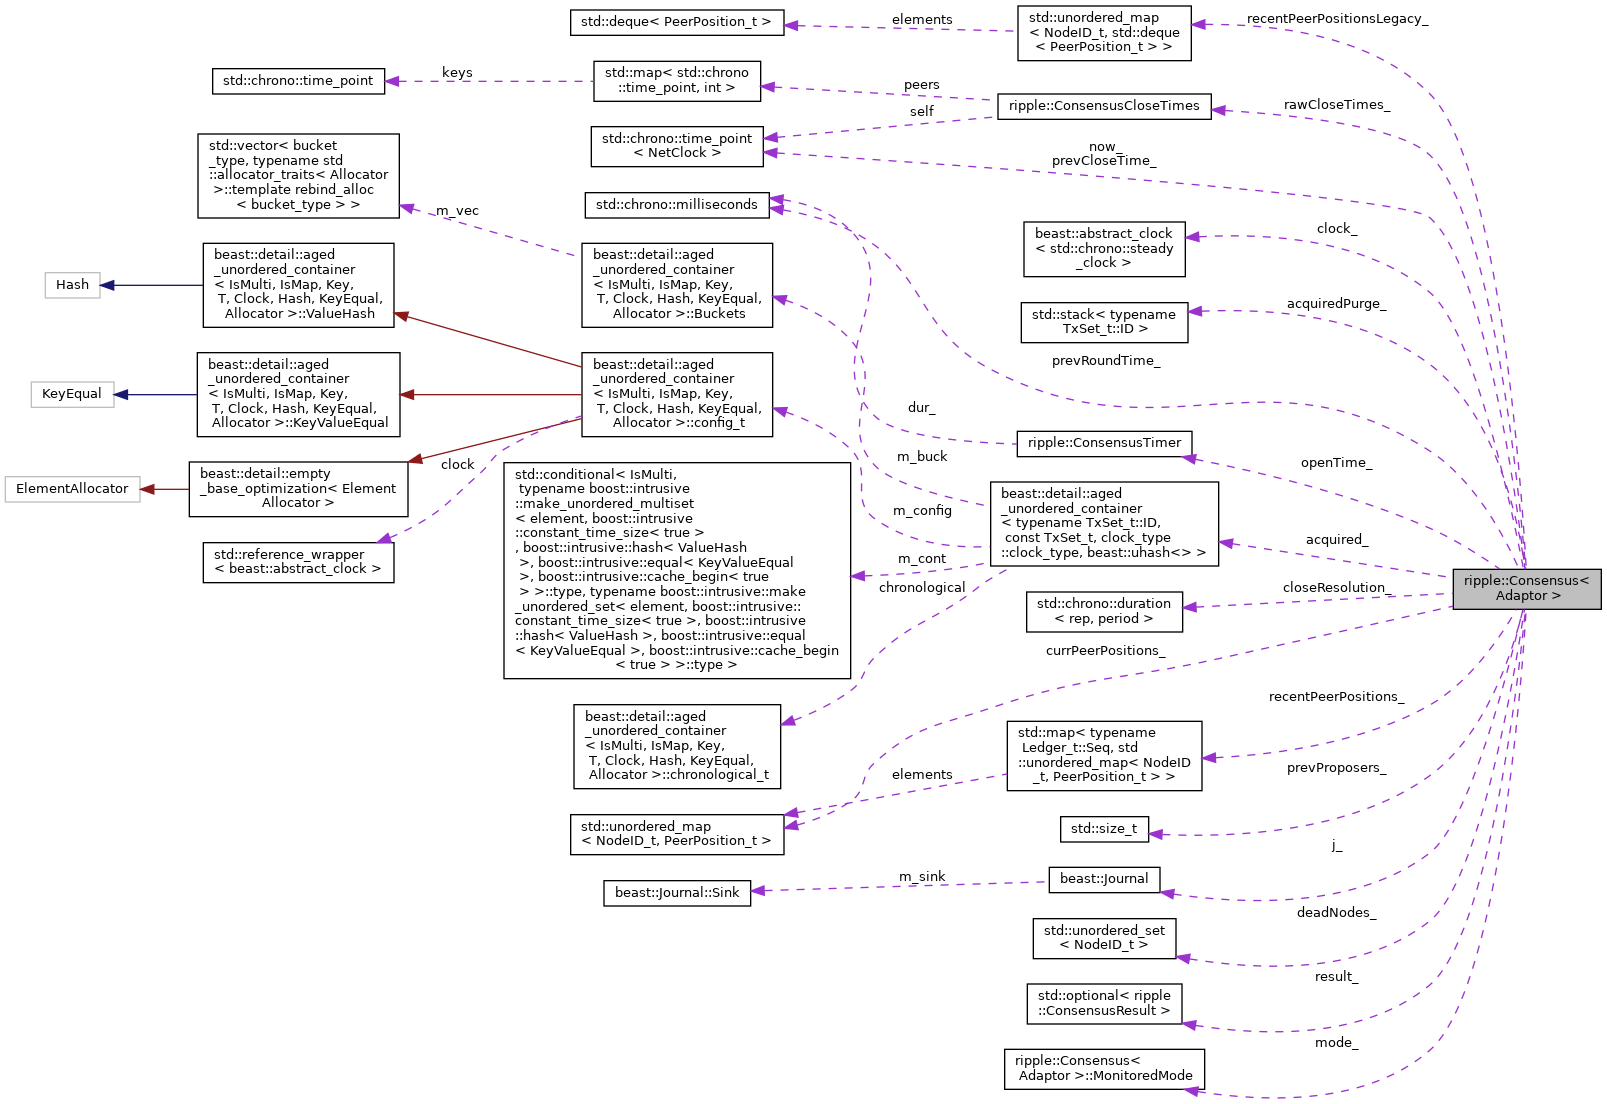 std::deque< PeerPosition_t >
elements
std::unordered_map
< NodeID_t, std::deque
< PeerPosition_t > >
recentPeerPositionsLegacy_
std::chrono::time_point
keys
std::map< std::chrono
::time_point, int >
peers
self
ripple::ConsensusCloseTimes
rawCloseTimes_
std::chrono::time_point
< NetClock >
now_
prevCloseTime_
std::vector< bucket
_type, typename std
::allocator_traits< Allocator
>::template rebind_alloc
< bucket_type > >
m_vec
std::chrono::milliseconds
beast::abstract_clock
< std::chrono::steady
_clock >
clock_
Hash
beast::detail::aged
_unordered_container
< IsMulti, IsMap, Key,
T, Clock, Hash, KeyEqual,
Allocator >::ValueHash
beast::detail::aged
_unordered_container
< IsMulti, IsMap, Key,
T, Clock, Hash, KeyEqual,
Allocator >::Buckets
std::stack< typename
TxSet_t::ID >
acquiredPurge_
prevRoundTime_
KeyEqual
beast::detail::aged
_unordered_container
< IsMulti, IsMap, Key,
T, Clock, Hash, KeyEqual,
Allocator >::KeyValueEqual
beast::detail::aged
_unordered_container
< IsMulti, IsMap, Key,
T, Clock, Hash, KeyEqual,
Allocator >::config_t
dur_
ripple::ConsensusTimer
openTime_
ElementAllocator
beast::detail::empty
_base_optimization< Element
Allocator >
clock
std::reference_wrapper
< beast::abstract_clock >
std::conditional< IsMulti,
typename boost::intrusive
::make_unordered_multiset
< element, boost::intrusive
::constant_time_size< true >
, boost::intrusive::hash< ValueHash
>, boost::intrusive::equal< KeyValueEqual
>, boost::intrusive::cache_begin< true
> >::type, typename boost::intrusive::make
_unordered_set< element, boost::intrusive::
constant_time_size< true >, boost::intrusive
::hash< ValueHash >, boost::intrusive::equal
< KeyValueEqual >, boost::intrusive::cache_begin
< true > >::type >
m_buck
m_config
m_cont
chronological
beast::detail::aged
_unordered_container
< typename TxSet_t::ID,
const TxSet_t, clock_type
::clock_type, beast::uhash<> >
acquired_
ripple::Consensus<
Adaptor >
std::chrono::duration
< rep, period >
closeResolution_
currPeerPositions_
beast::detail::aged
_unordered_container
< IsMulti, IsMap, Key,
T, Clock, Hash, KeyEqual,
Allocator >::chronological_t
std::map< typename
Ledger_t::Seq, std
::unordered_map< NodeID
_t, PeerPosition_t > >
recentPeerPositions_
elements
std::unordered_map
< NodeID_t, PeerPosition_t >
std::size_t
prevProposers_
beast::Journal::Sink
m_sink
beast::Journal
j_
std::unordered_set
< NodeID_t >
deadNodes_
std::optional< ripple
::ConsensusResult >
result_
ripple::Consensus<
Adaptor >::MonitoredMode
mode_